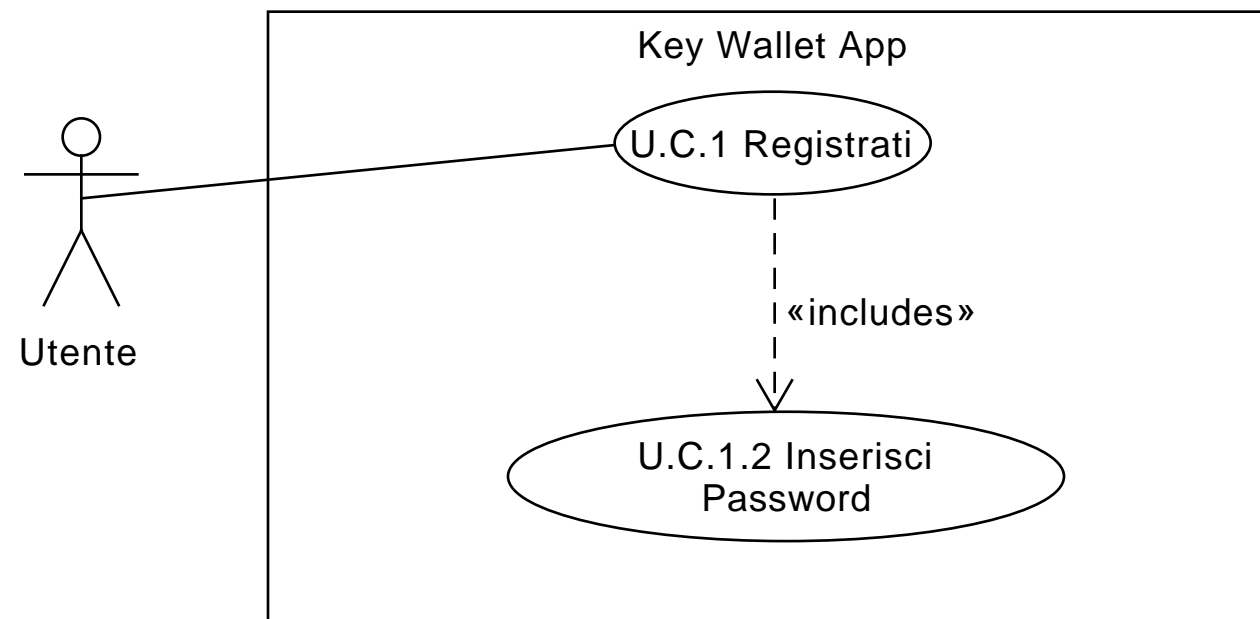 Key Wallet App
U.C.1 Registrati
«includes»
Utente
U.C.1.2 Inserisci
Password